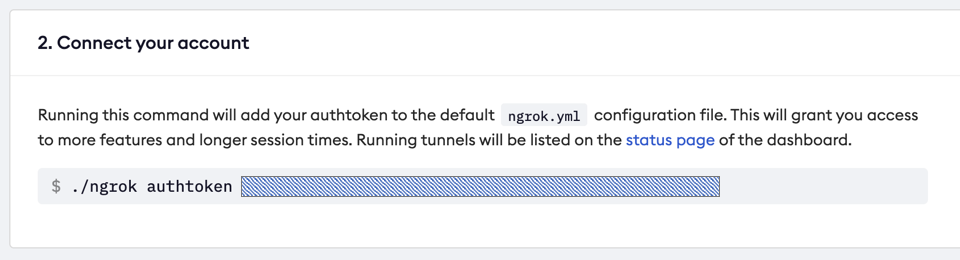 2. Connect your account
Running this command will add your authtoken to the default ngrok.yml configuration file. This will grant you access
to more features and longer session times. Running tunnels will be listed on the status page of the dashboard.
$ ./ngrok authtoken